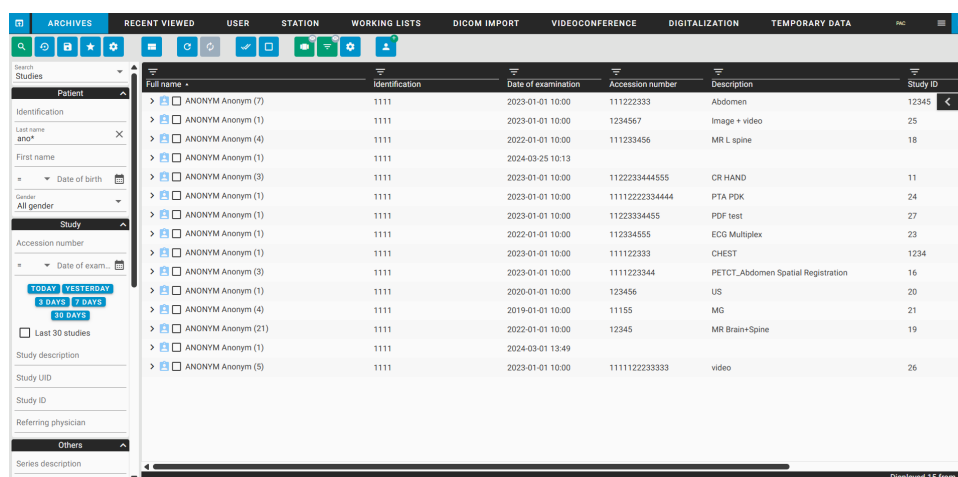 ARCHIVES RECENT VIEWED USER STATION WORKING LISTS DICOM IMPORT VIDEOCONFERENCE DIGITALIZATION TEMPORARY DATA PAC
Search
Studies
Patient
Identification
Last name
ano*
First name
= Date of birth
Gender
All gender
Study
Accession number
= Date of exam...
TODAY YESTERDAY
3 DAYS 7 DAYS
30 DAYS
Last 30 studies
Study description
Study UID
Study ID
Referring physician
Others
Series description
Full name Identification Date of examination Accession number Description Study ID
ANONYM Anonym (7) 1111 2023-01-01 10:00 111222333 Abdomen 12345
ANONYM Anonym (1) 1111 2023-01-01 10:00 1234567 Image + video 25
ANONYM Anonym (4) 1111 2022-01-01 10:00 111233456 MR L spine 18
ANONYM Anonym (1) 1111 2024-03-25 10:13
ANONYM Anonym (3) 1111 2023-01-01 10:00 1122233444555 CR HAND 11
ANONYM Anonym (1) 1111 2023-01-01 10:00 11112222334444 PTA PDK 24
ANONYM Anonym (1) 1111 2023-01-01 10:00 11223334455 PDF test 27
ANONYM Anonym (1) 1111 2022-01-01 10:00 112334555 ECG Multiplex 23
ANONYM Anonym (1) 1111 2023-01-01 10:00 111122333 CHEST 1234
ANONYM Anonym (3) 1111 2023-01-01 10:00 1111223344 PETCT_Abdomen Spatial Registration 16
ANONYM Anonym (1) 1111 2020-01-01 10:00 123456 US 20
ANONYM Anonym (4) 1111 2019-01-01 10:00 11155 MG 21
ANONYM Anonym (21) 1111 2022-01-01 10:00 12345 MR Brain+Spine 19
ANONYM Anonym (1) 1111 2024-03-01 13:49
ANONYM Anonym (5) 1111 2023-01-01 10:00 1111122233333 video 26
Displayed 15 from